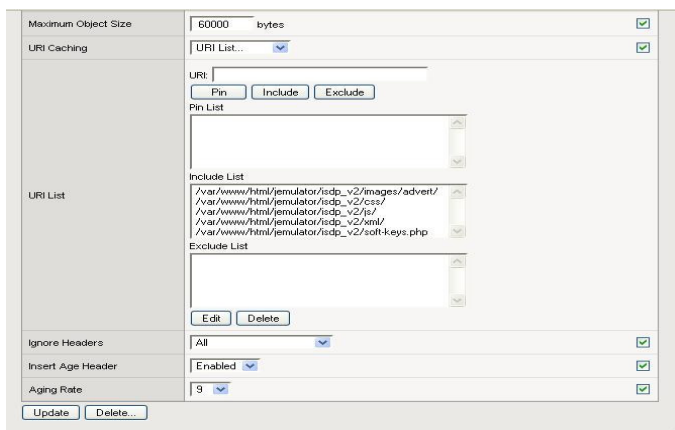 Maximum Object Size 60000 bytes
URI Caching URI List...
URI List
URI:
Pin Include Exclude
Pin List
Include List
/var/www/html/jemulator/isdp_v2/images/advert/
/var/www/html/jemulator/isdp_v2/css/
/var/www/html/jemulator/isdp_v2/js/
/var/www/html/jemulator/isdp_v2/xml/
/var/www/html/jemulator/isdp_v2/soft-keys.php
Exclude List
Edit Delete
Ignore Headers All
Insert Age Header Enabled
Aging Rate 9
Update Delete...